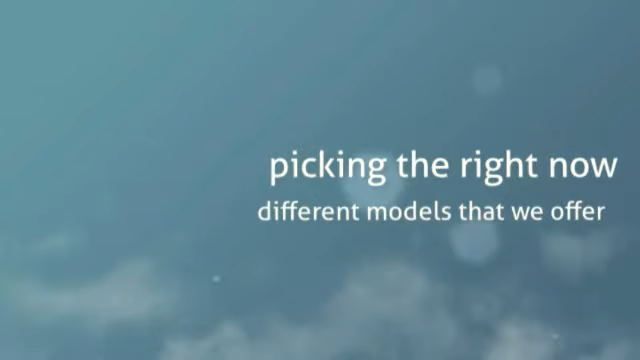 picking the right now
different models that we offer